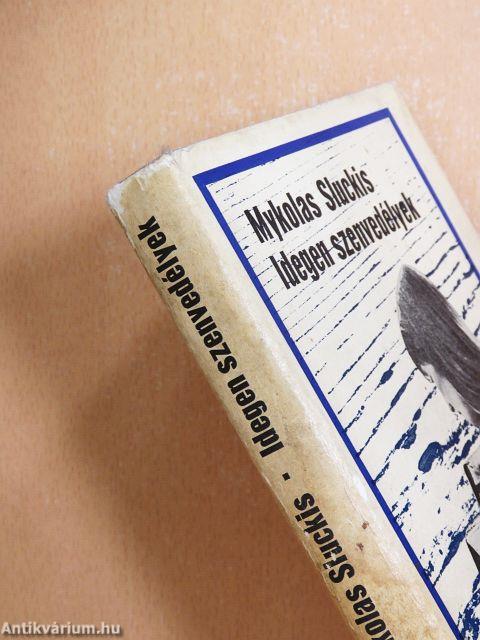 Mykolas Sluckis
Idegen szenvedélyek
kolas Sluckis · Idegen szenvedélyek
Antikvárium.hu